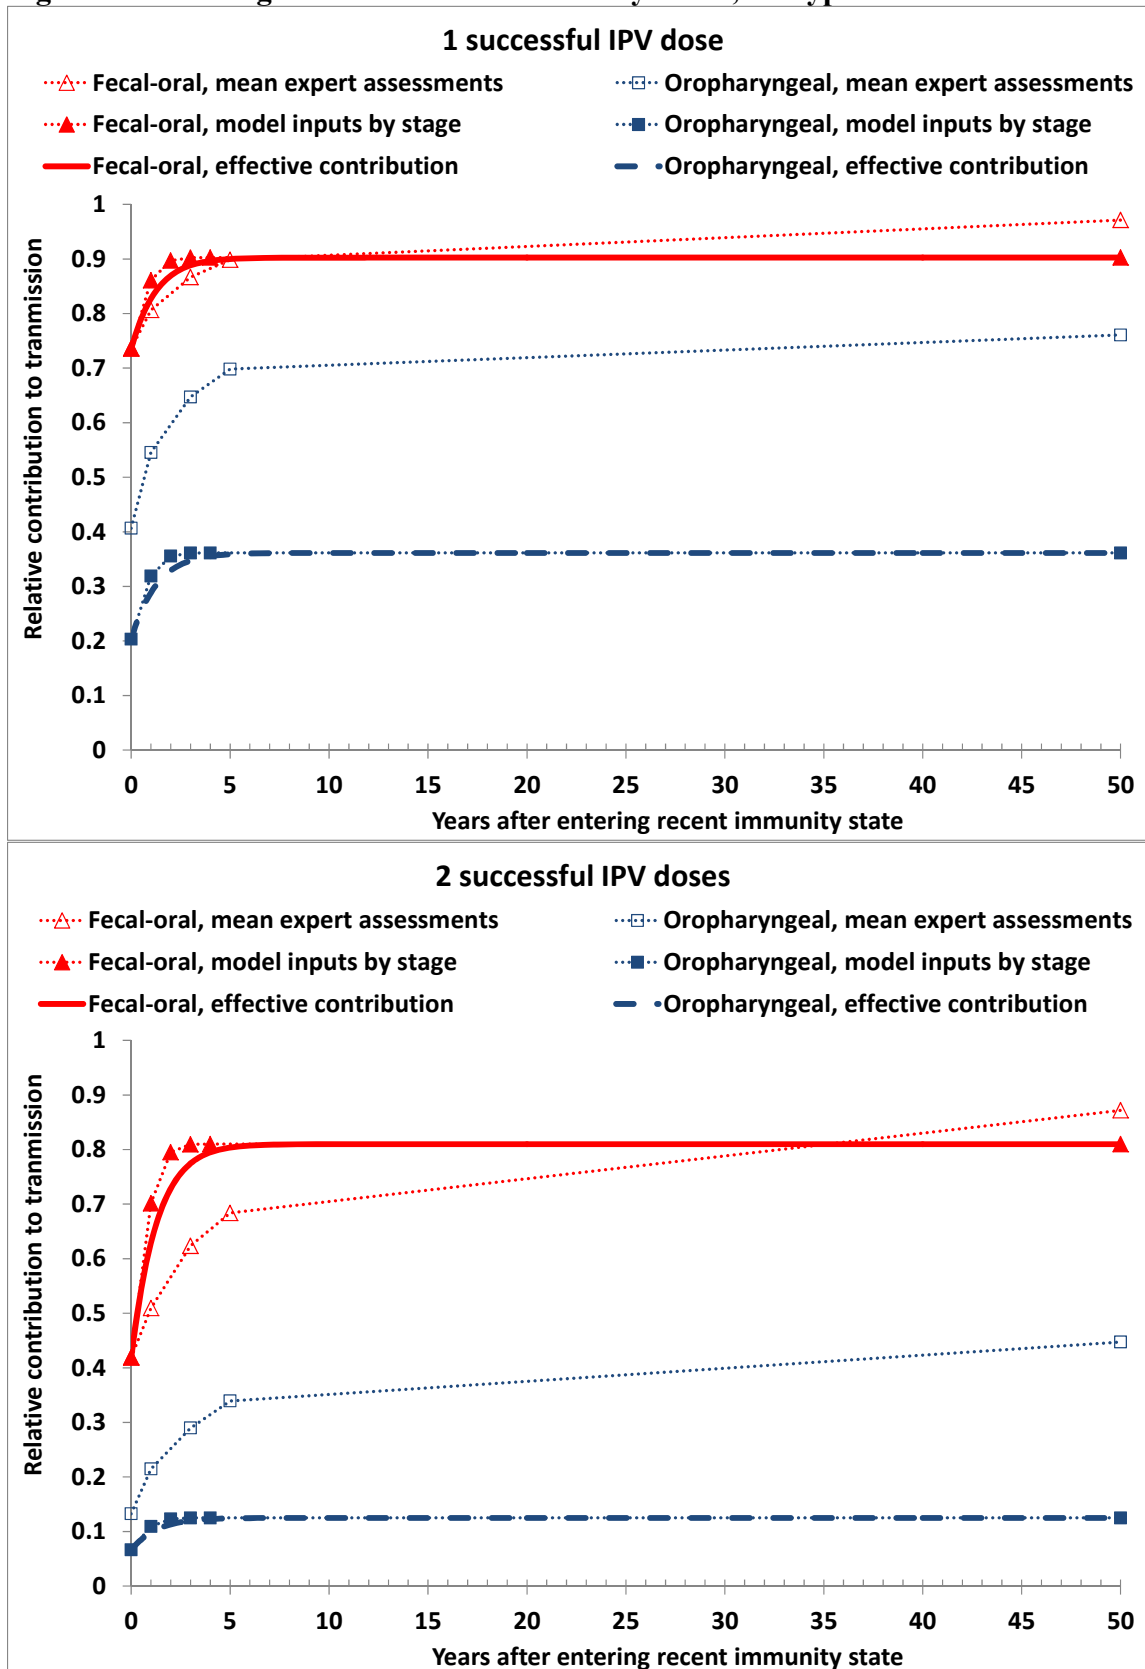 1 successful IPV dose
Fecal-oral, mean expert assessments
Oropharyngeal, mean expert assessments
Fecal-oral, model inputs by stage
Oropharyngeal, model inputs by stage
Fecal-oral, effective contribution
Oropharyngeal, effective contribution
Relative contribution to tranmission
1
0.9
0.8
0.7
0.6
0.5
0.4
0.3
0.2
0.1
0
0 5 10 15 20 25 30 35 40 45 50
Years after entering recent immunity state
2 successful IPV doses
Fecal-oral, mean expert assessments
Oropharyngeal, mean expert assessments
Fecal-oral, model inputs by stage
Oropharyngeal, model inputs by stage
Fecal-oral, effective contribution
Oropharyngeal, effective contribution
Relative contribution to tranmission
1
0.9
0.8
0.7
0.6
0.5
0.4
0.3
0.2
0.1
0
0 5 10 15 20 25 30 35 40 45 50
Years after entering recent immunity state